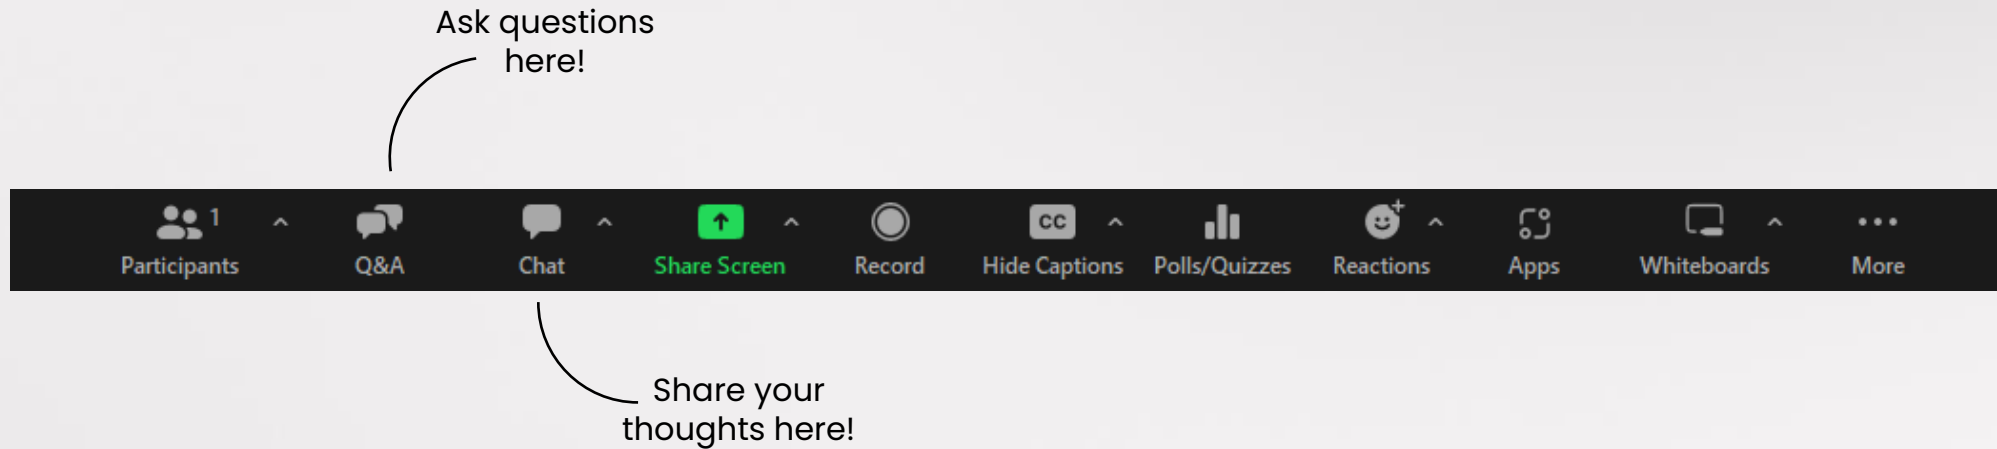 Ask questions
here!
1
CC
Participants
Q&A
Chat
Share Screen
Record
Hide Captions
Polls/Quizzes
Reactions
Apps
Whiteboards
More
Share your
thoughts here!